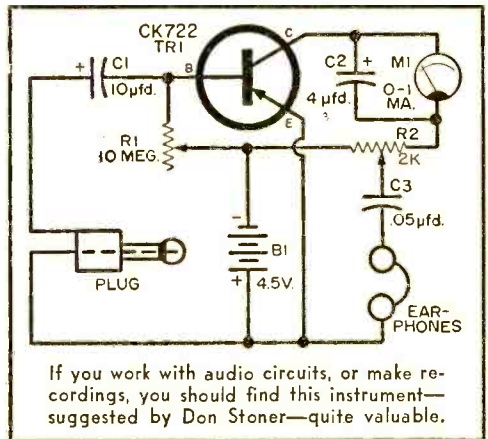 CK722
TR1
C
B
E
+ C1
10µfd.
C2 +
4 µfd.
M1
0-1
MA.
R1
10 MEG.
R2
2K
C3
.05µfd.
-
B1
+ 4.5V.
PLUG
EAR-
PHONES
If you work with audio circuits, or make re-
cordings, you should find this instrument—
suggested by Don Stoner—quite valuable.